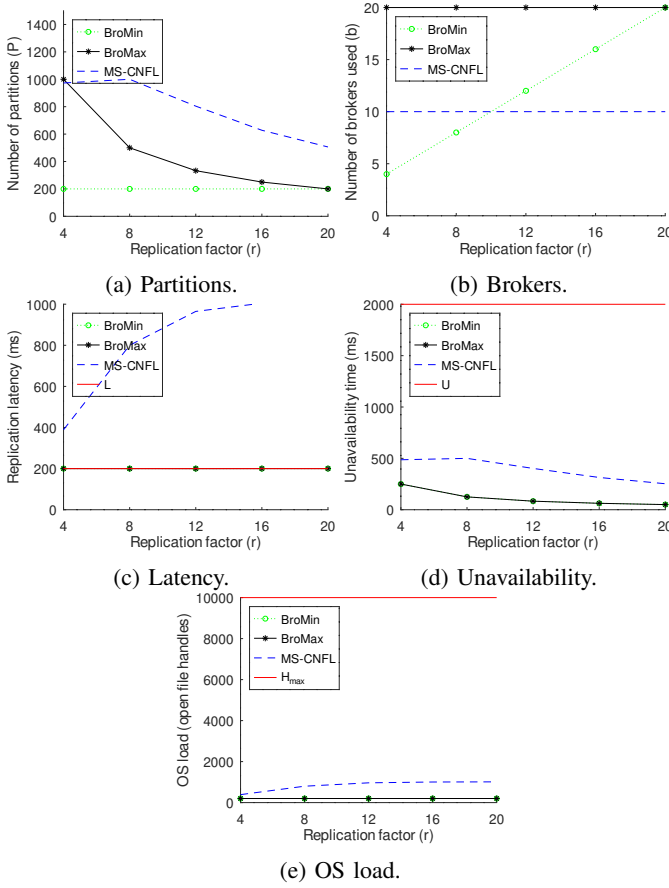 1400
1200
1000
800
600
400
200
0
Number of partitions (P)
BroMin
BroMax
MS-CNFL
4 8 12 16 20
Replication factor (r)
(a) Partitions.
20
15
10
5
0
Number of brokers used (b)
BroMin
BroMax
MS-CNFL
4 8 12 16 20
Replication factor (r)
(b) Brokers.
1000
800
600
400
200
0
Replication latency (ms)
BroMin
BroMax
MS-CNFL
L
4 8 12 16 20
Replication factor (r)
(c) Latency.
2000
1500
1000
500
0
Unavailability time (ms)
BroMin
BroMax
MS-CNFL
U
4 8 12 16 20
Replication factor (r)
(d) Unavailability.
10000
8000
6000
4000
2000
0
OS load (open file handles)
BroMin
BroMax
MS-CNFL
Hmax
4 8 12 16 20
Replication factor (r)
(e) OS load.